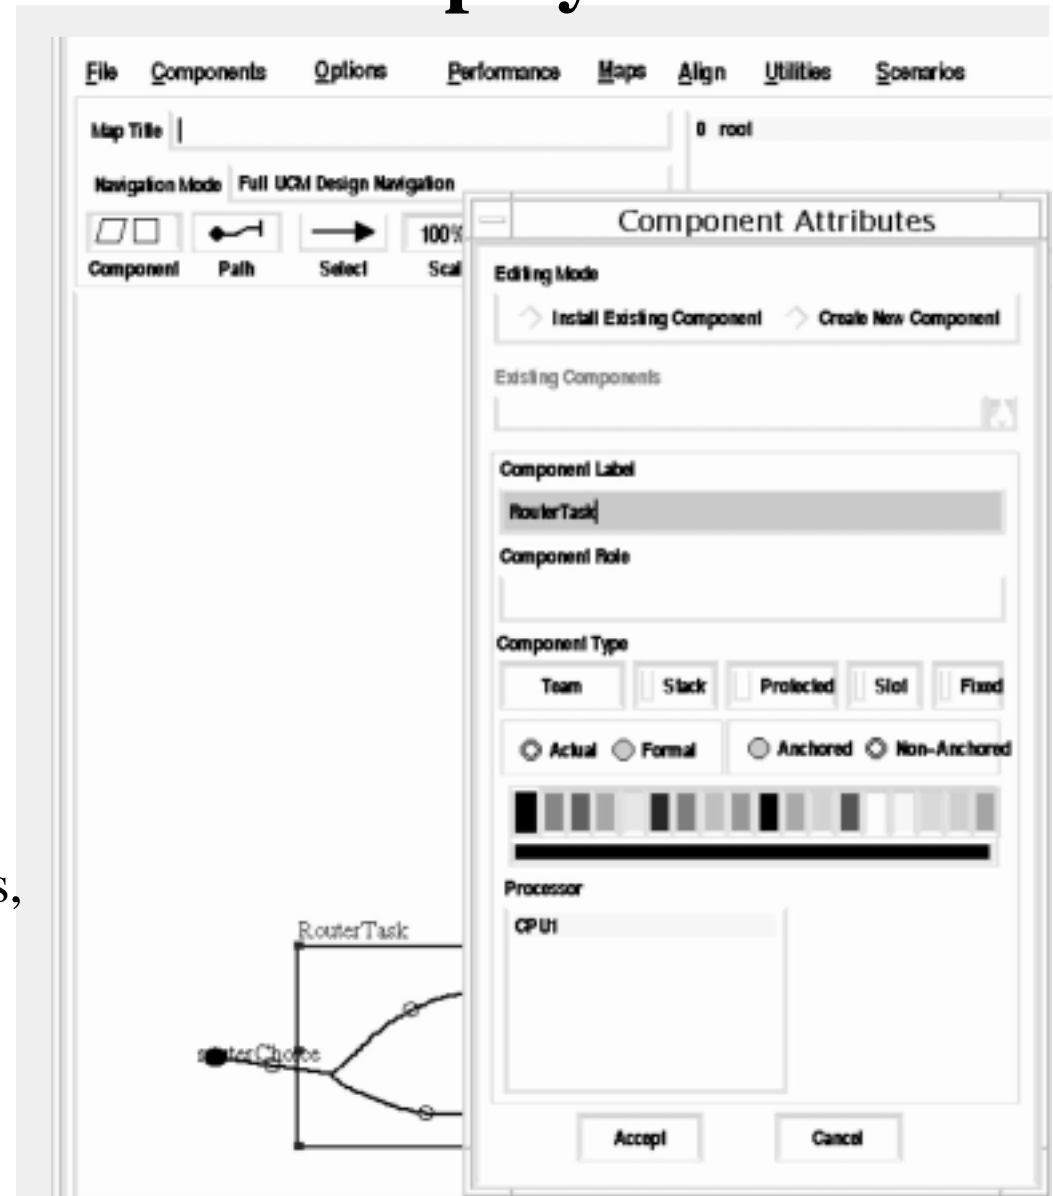 File Components Options Performance Maps Align Utilities Scenarios
Map Title
0 root
Navigation Mode Full UCM Design Navigation
100%
Component Path Select Scal
Component Attributes
Editing Mode
Install Existing Component Create New Component
Existing Components
Component Label
RouterTask
Component Role
Component Type
Team Stack Protected Slot Fixed
Actual Formal Anchored Non-Anchored
Processor
CPU1
s,
RouterTask
Accept Cancel